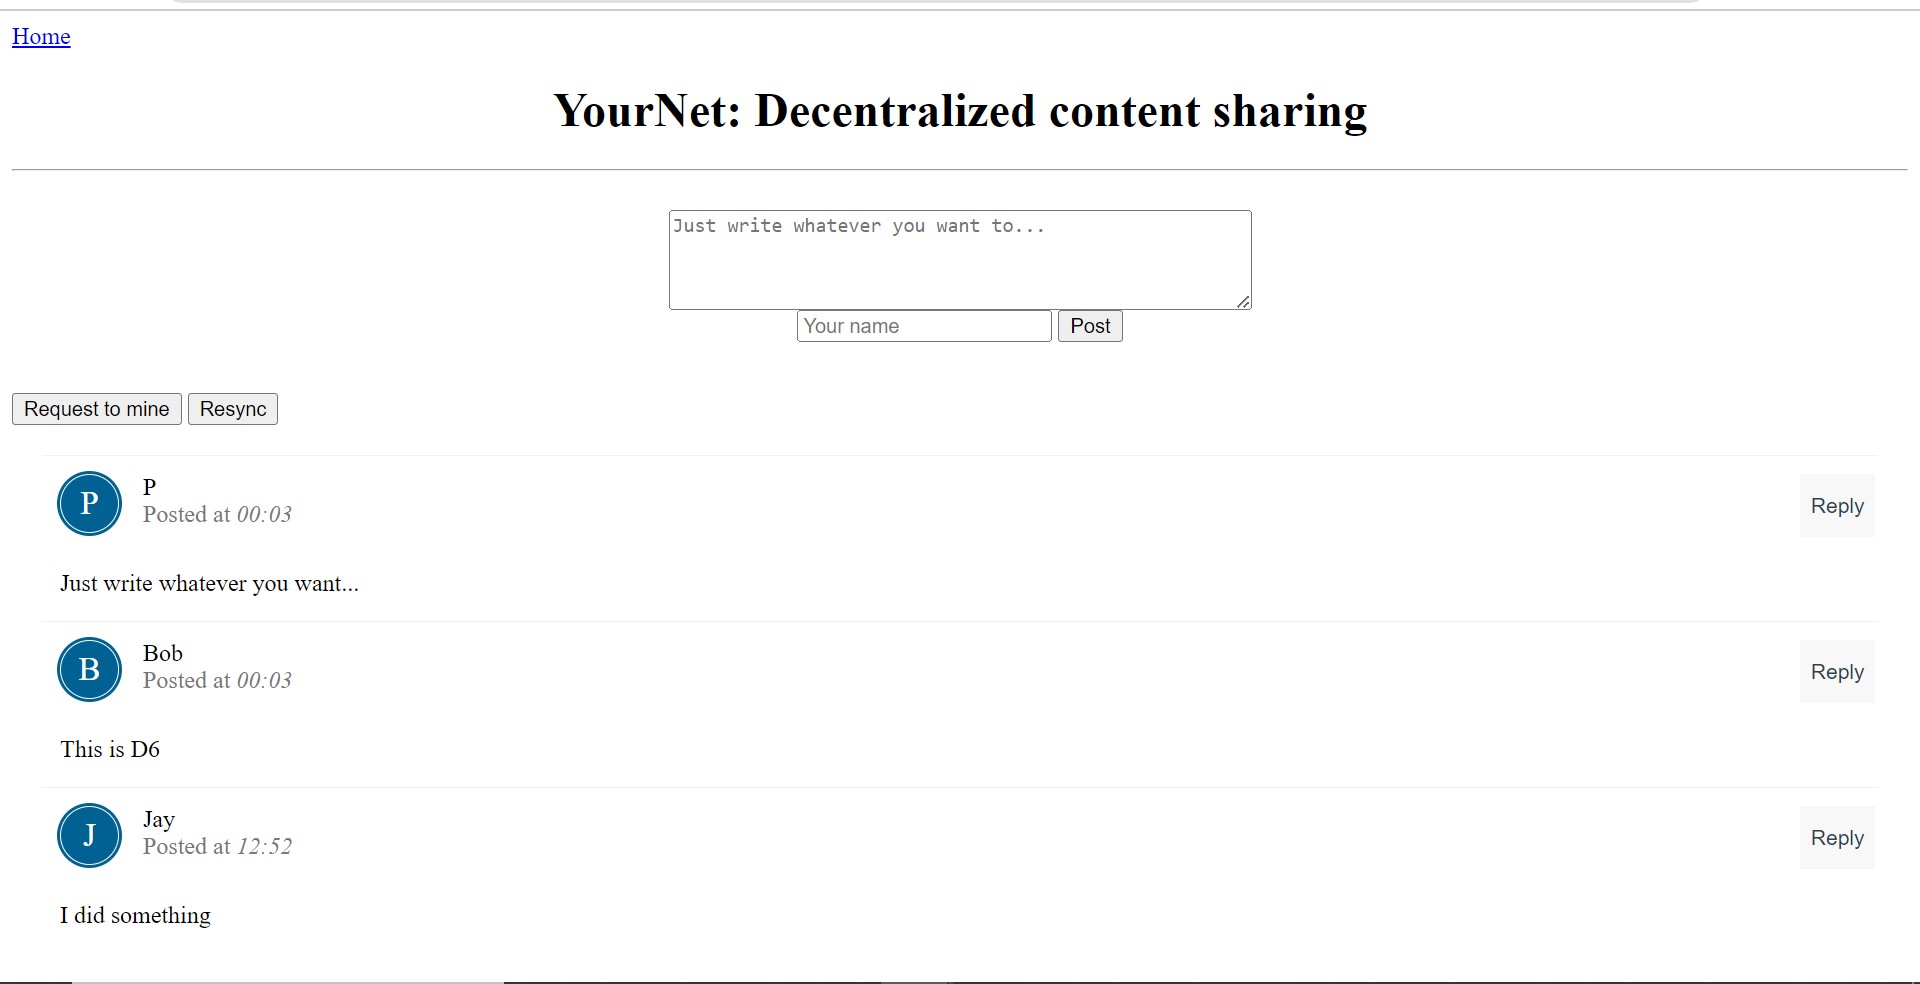 Home
YourNet: Decentralized content sharing
Just write whatever you want to...
Your name Post
Request to mine Resync
P P
Posted at 00:03
Reply
Just write whatever you want...
B Bob
Posted at 00:03
Reply
This is D6
J Jay
Posted at 12:52
Reply
I did something